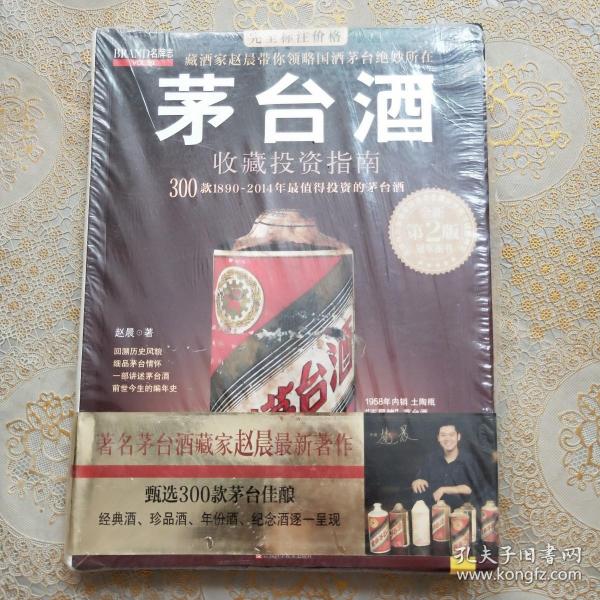 完全标注价格
BRAND名牌志
VOL.39
藏酒家赵晨带你领略国酒茅台绝妙所在
茅台酒
收藏投资指南
300款1890-2014年最值得投资的茅台酒
第2版
赵晨⊙著
回溯历史风貌
细品茅台情怀
一部讲述茅台酒
前世今生的编年史
茅台酒
1958年内销 土陶瓶
著名茅台酒藏家赵晨最新著作
甄选300款茅台佳酿
经典酒、珍品酒、年份酒、纪念酒逐一呈现
孔夫子旧书网
www.kongfz.com